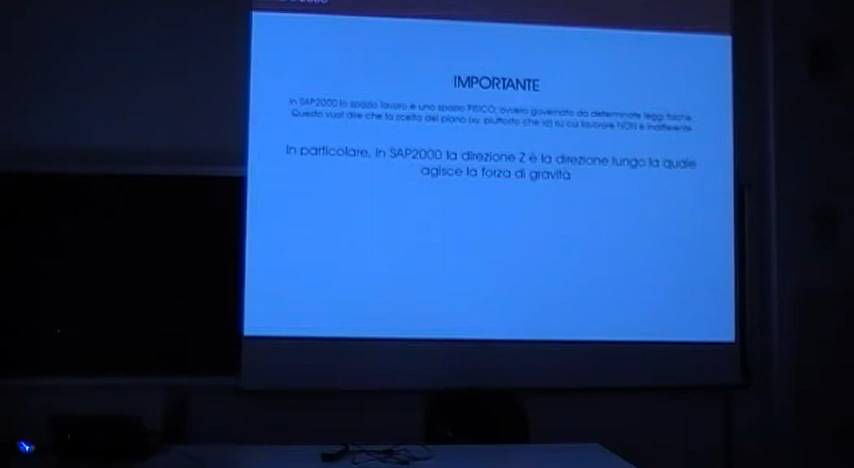 IMPORTANTE
In SAP2000 lo spazio lavoro è uno spazio FISICO, ovvero governato da determinate leggi fisiche.
Questo vuol dire che la scelta del piano (xy, piuttosto che xz) su cui lavorare NON è indifferente.
In particolare, in SAP2000 la direzione Z è la direzione lungo la quale
agisce la forza di gravità